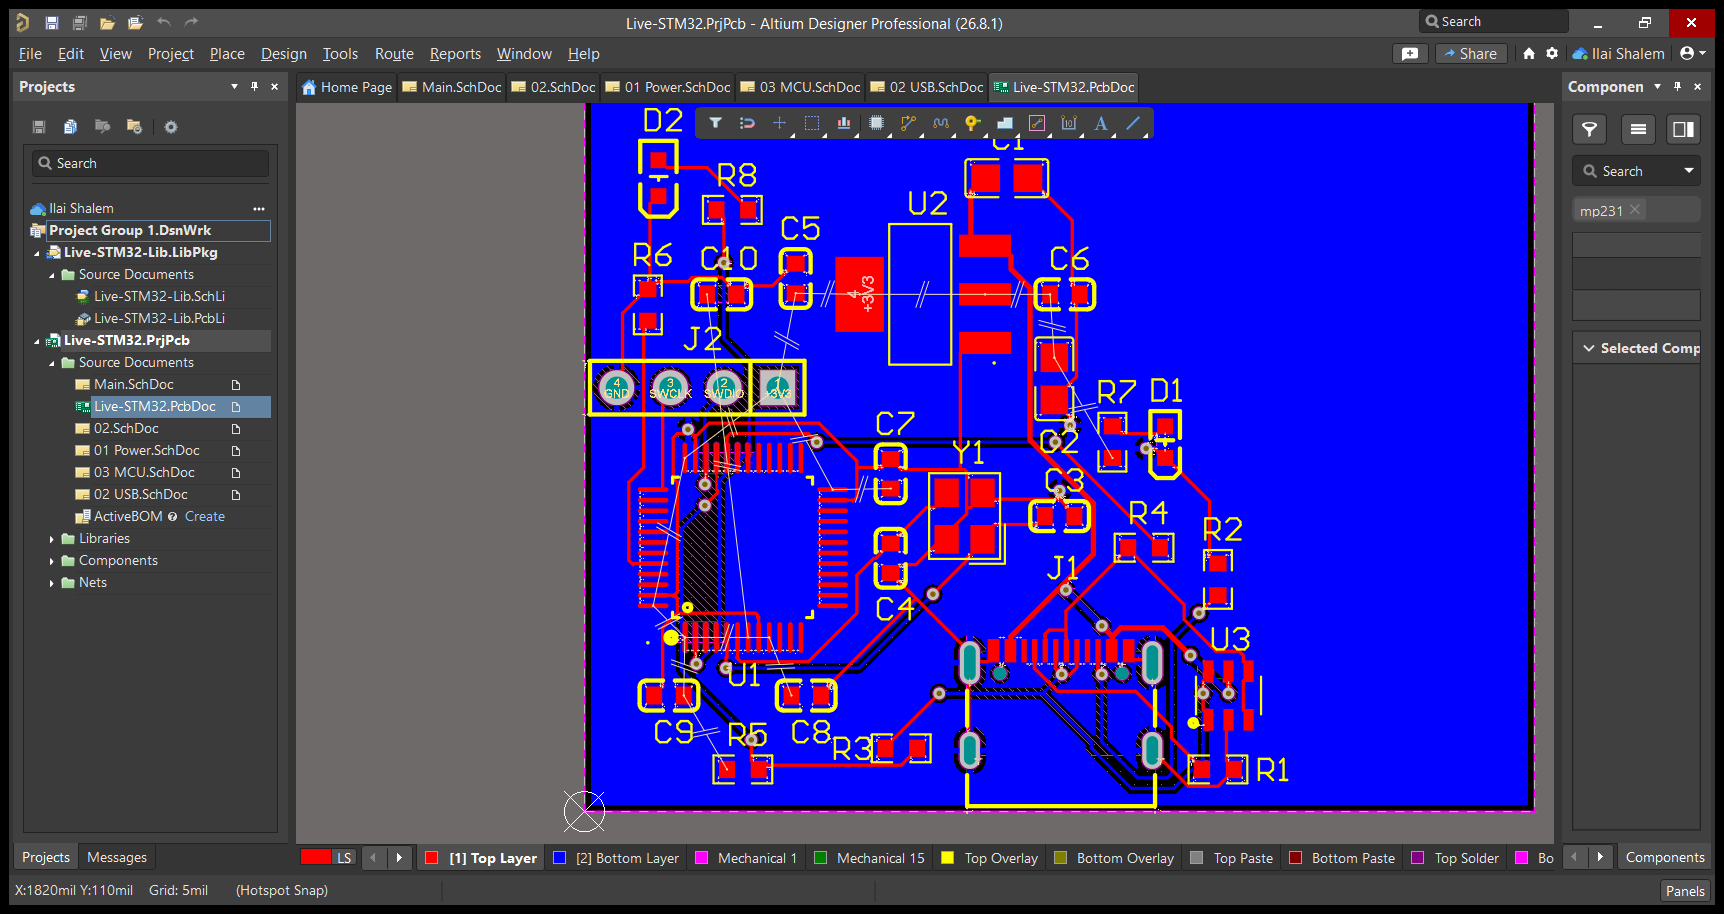 Live-STM32.PrjPcb - Altium Designer Professional (26.8.1)
Search
File Edit View Project Place Design Tools Route Reports Window Help
Share
Ilai Shalem
Projects
Home Page
Main.SchDoc
02.SchDoc
01 Power.SchDoc
03 MCU.SchDoc
02 USB.SchDoc
Live-STM32.PcbDoc
Componen
Search
Ilai Shalem
Project Group 1.DsnWrk
Live-STM32-Lib.LibPkg
Source Documents
Live-STM32-Lib.SchLi
Live-STM32-Lib.PcbLi
Live-STM32.PrjPcb
Source Documents
Main.SchDoc
Live-STM32.PcbDoc
02.SchDoc
01 Power.SchDoc
03 MCU.SchDoc
02 USB.SchDoc
ActiveBOM Create
Libraries
Components
Nets
D2
R8
C1
U2
C5
R6
C10
C6
4
+3V3
J2
4
GND
3
SWCLK
2
SWDIO
1
+3V3
R7
D1
C7
C2
Y1
C3
R4
R2
J1
C4
U3
U1
C9
R5
C8
R3
R1
Search
mp231
Selected Comp
Projects
Messages
LS
[1] Top Layer
[2] Bottom Layer
Mechanical 1
Mechanical 15
Top Overlay
Bottom Overlay
Top Paste
Bottom Paste
Top Solder
Bo
Components
X:1820mil Y:110mil Grid: 5mil (Hotspot Snap)
Panels